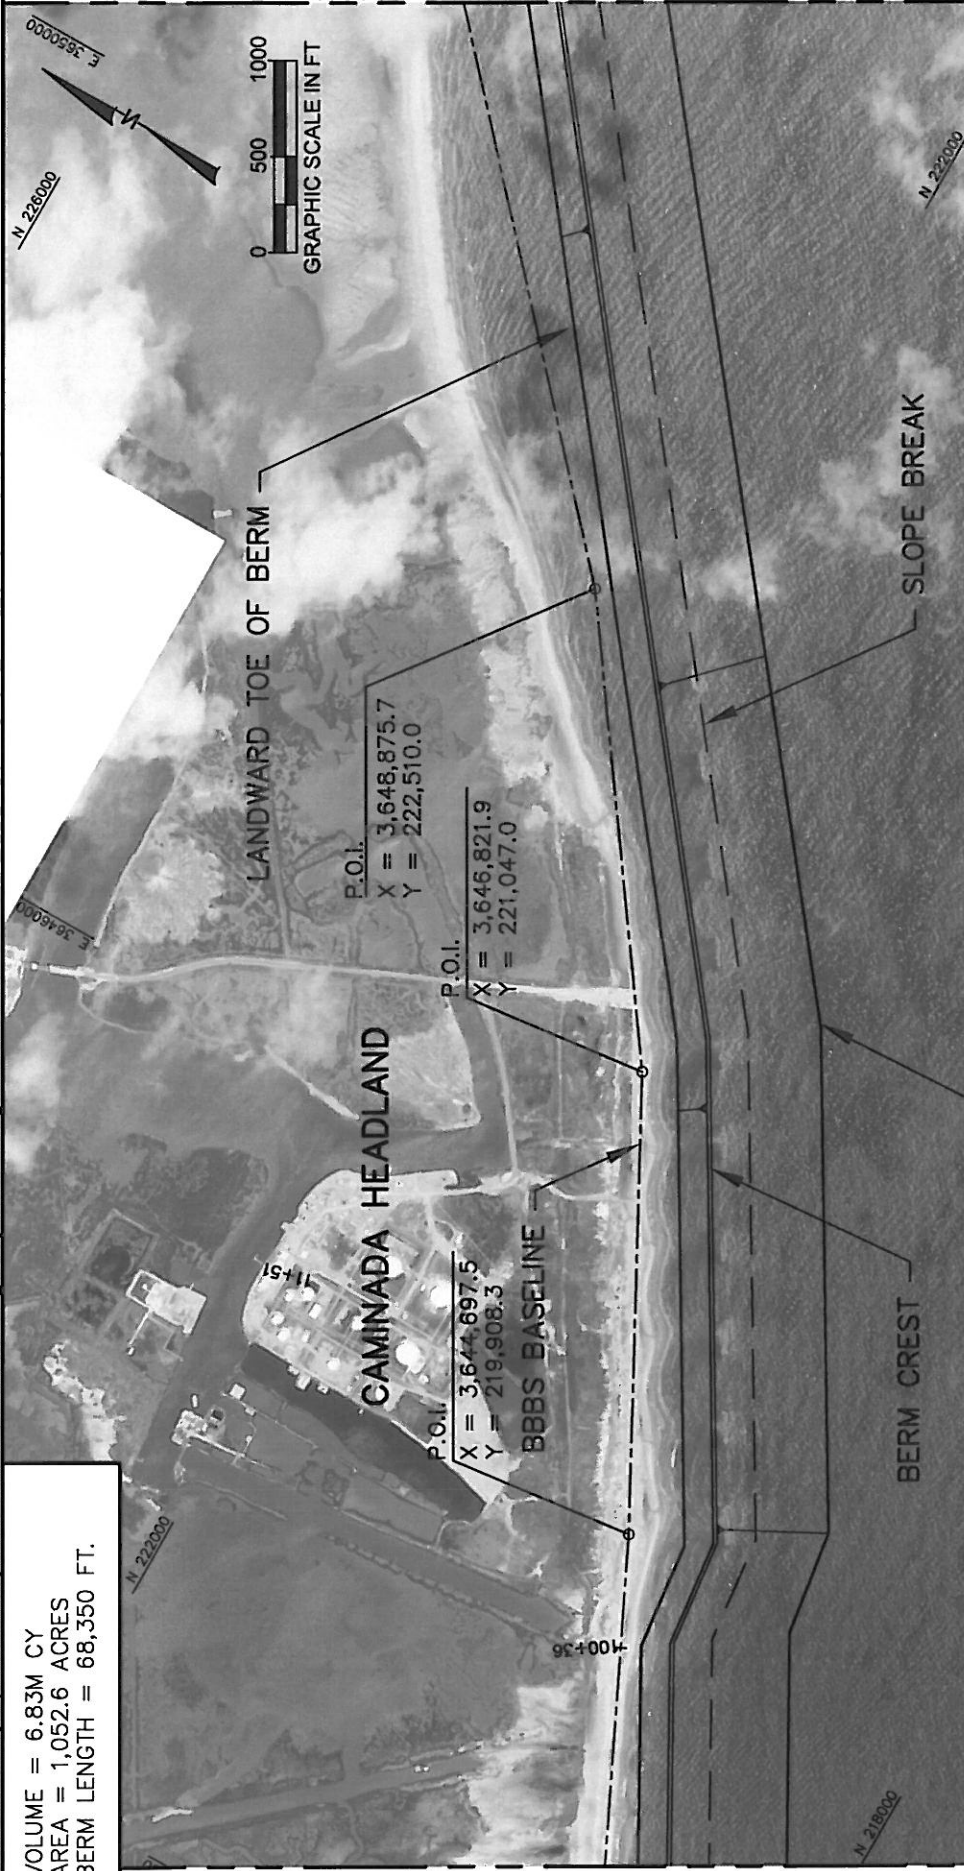 VOLUME = 6.83M CY
AREA = 1,052.6 ACRES
BERM LENGTH = 68,350 FT.
N 222000
N 226000
E 3646000
E 3650000
N
0 500 1000
GRAPHIC SCALE IN FT
LANDWARD TOE OF BERM
P.O.I.
X = 3,648,875.7
Y = 222,510.0
P.O.I.
X = 3,646,821.9
Y = 221,047.0
CAMINADA HEADLAND
11+51
P.O.I.
X = 3,644,697.5
Y = 219,908.3
BBBS BASELINE
100+36
BERM CREST
SLOPE BREAK
N 218000
N 222000